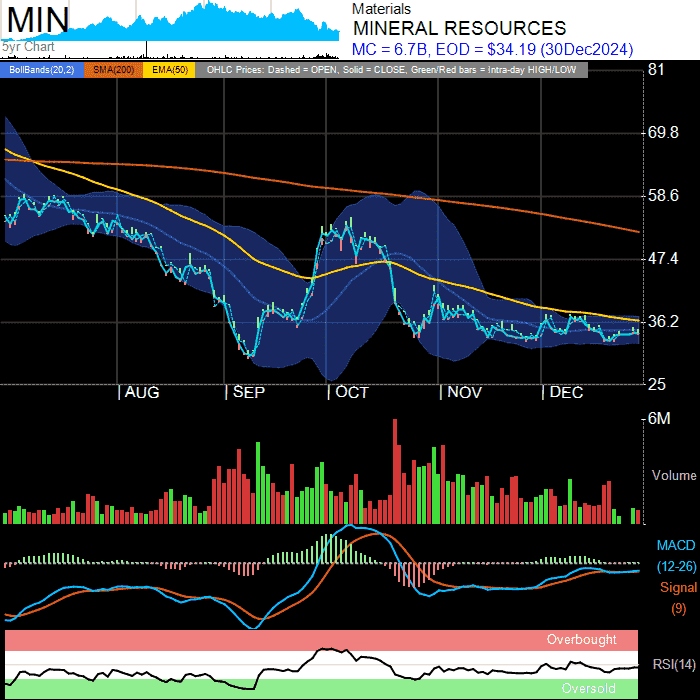 MIN
5yr Chart
Materials
MINERAL RESOURCES
MC = 6.7B, EOD = $34.19 (30Dec2024)
BollBands(20,2) SMA(200) EMA(50) OHLC Prices: Dashed = OPEN, Solid = CLOSE, Green/Red bars = Intra-day HIGH/LOW
81
69.8
58.6
47.4
36.2
25
AUG SEP OCT NOV DEC
6M
Volume
MACD
(12-26)
Signal
(9)
Overbought
RSI(14)
Oversold